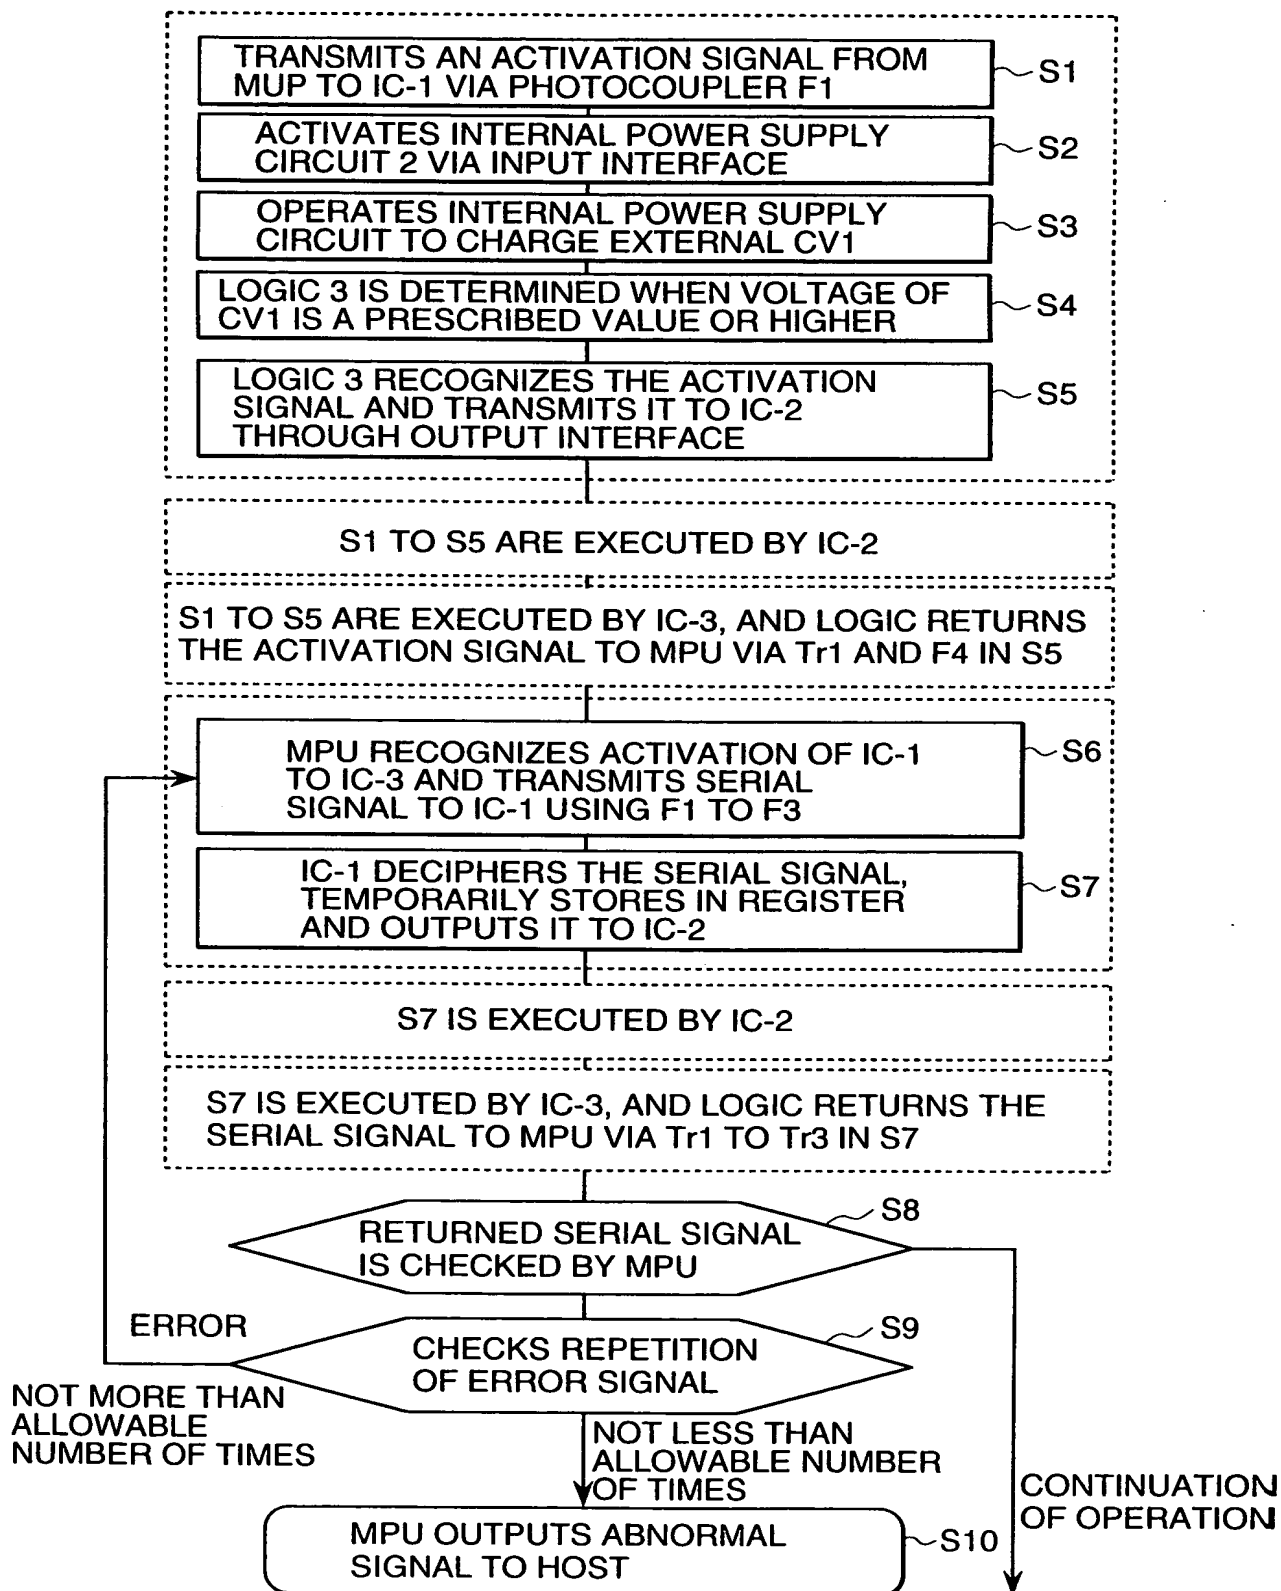 TRANSMITS AN ACTIVATION SIGNAL FROM
MUP TO IC-1 VIA PHOTOCOUPLER F1
S1
ACTIVATES INTERNAL POWER SUPPLY
CIRCUIT 2 VIA INPUT INTERFACE
S2
OPERATES INTERNAL POWER SUPPLY
CIRCUIT TO CHARGE EXTERNAL CV1
S3
LOGIC 3 IS DETERMINED WHEN VOLTAGE OF
CV1 IS A PRESCRIBED VALUE OR HIGHER
S4
LOGIC 3 RECOGNIZES THE ACTIVATION
SIGNAL AND TRANSMITS IT TO IC-2
THROUGH OUTPUT INTERFACE
S5
S1 TO S5 ARE EXECUTED BY IC-2
S1 TO S5 ARE EXECUTED BY IC-3, AND LOGIC RETURNS
THE ACTIVATION SIGNAL TO MPU VIA Tr1 AND F4 IN S5
MPU RECOGNIZES ACTIVATION OF IC-1
TO IC-3 AND TRANSMITS SERIAL
SIGNAL TO IC-1 USING F1 TO F3
S6
IC-1 DECIPHERS THE SERIAL SIGNAL,
TEMPORARILY STORES IN REGISTER
AND OUTPUTS IT TO IC-2
S7
S7 IS EXECUTED BY IC-2
S7 IS EXECUTED BY IC-3, AND LOGIC RETURNS THE
SERIAL SIGNAL TO MPU VIA Tr1 TO Tr3 IN S7
RETURNED SERIAL SIGNAL
IS CHECKED BY MPU
S8
ERROR
CHECKS REPETITION
OF ERROR SIGNAL
S9
NOT MORE THAN
ALLOWABLE
NUMBER OF TIMES
NOT LESS THAN
ALLOWABLE NUMBER
OF TIMES
CONTINUATION
OF OPERATION
MPU OUTPUTS ABNORMAL
SIGNAL TO HOST
S10